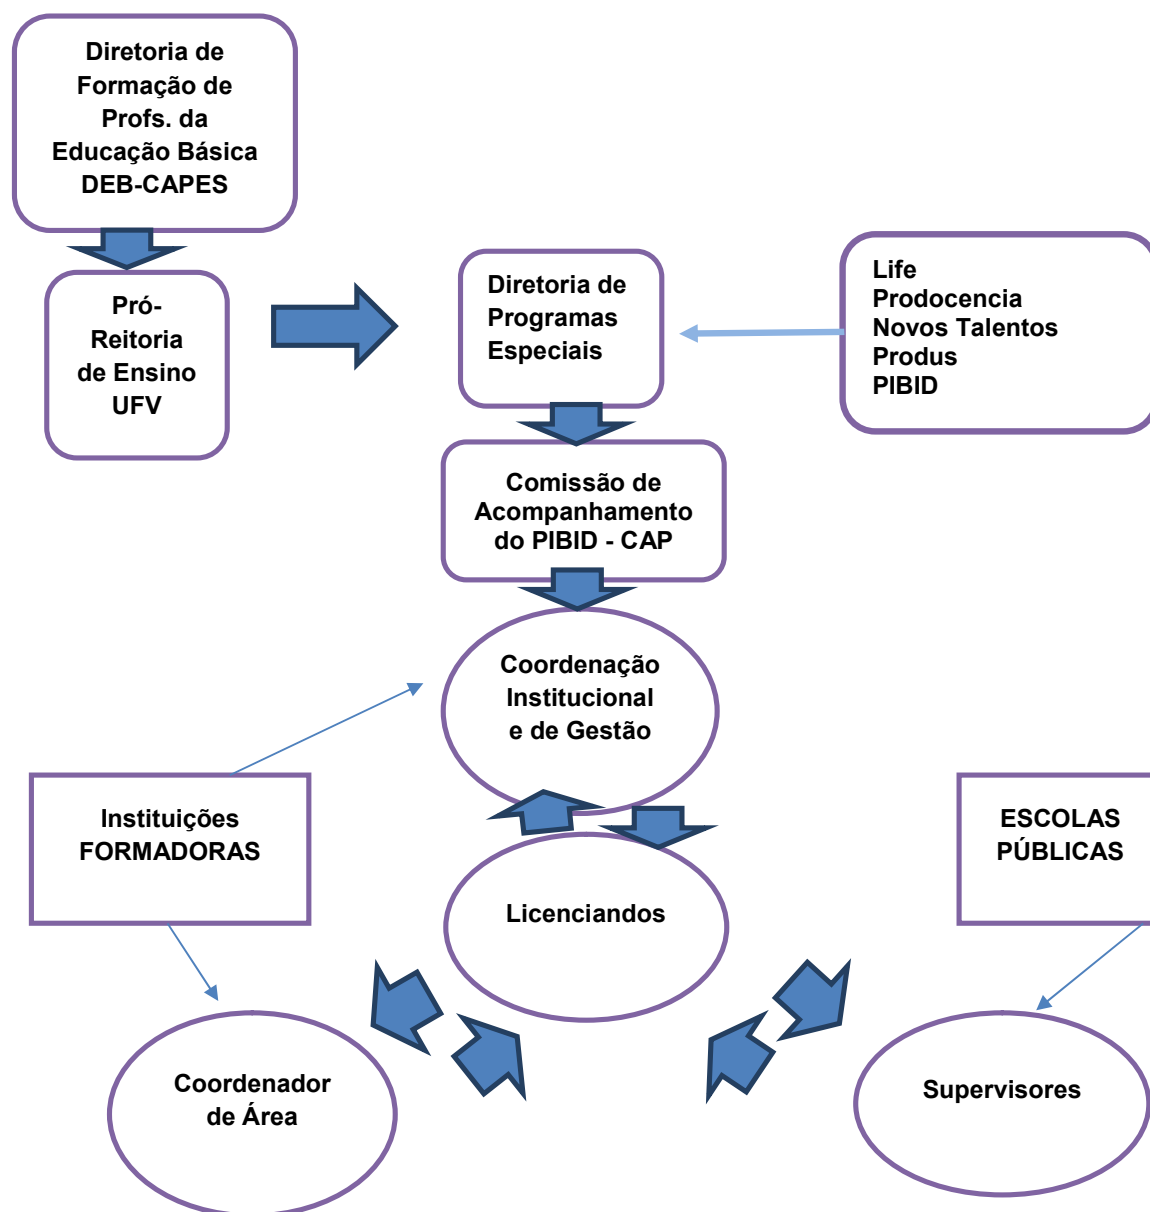 Diretoria de
Formação de
Profs. da
Educação Básica
DEB-CAPES
Pró-
Reitoria
de Ensino
UFV
Diretoria de
Programas
Especiais
Life
Prodocencia
Novos Talentos
Produs
PIBID
Comissão de
Acompanhamento
do PIBID - CAP
Coordenação
Institucional
e de Gestão
Instituições
FORMADORAS
ESCOLAS
PÚBLICAS
Licenciandos
Coordenador
de Área
Supervisores